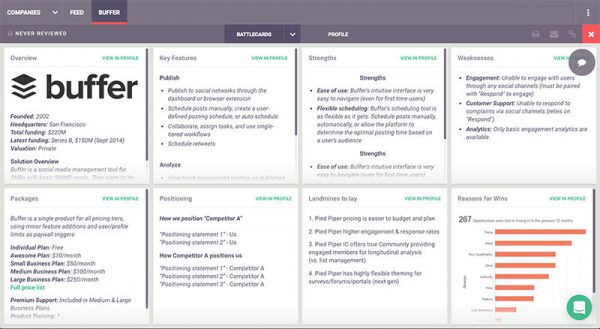 COMPANIES
FEED
BUFFER
NEVER REVIEWED
BATTLECARDS
PROFILE
Overview
VIEW IN PROFILE
buffer
Founded: 2002
Headquarters: San Francisco
Total funding: $220M
Latest funding: Series B, $150M (Sept 2014)
Valuation: Private
Solution Overview
Buffer is a social media management tool for
SMBs with basic SMMS needs. They claim to be
Key Features
VIEW IN PROFILE
Publish
• Publish to social networks through the
dashboard or browser extension
• Schedule posts manually, create a user-
defined posting schedule, or auto-schedule.
• Collaborate, assign tasks, and use single-
tiered workflows
• Schedule retweets
Analyze
• View/track engagement metrics on published
Strengths
VIEW IN PROFILE
Strengths
• Ease of use: Buffer's intuitive interface is very
easy to navigate (even for first time users)
• Flexible scheduling: Buffer's scheduling tool is
as flexible as it gets. Schedule posts manually,
automatically, or allow the platform to
determine the optimal posting time based on
a user's audience
Strengths
• Ease of use: Buffer's intuitive interface is very
easy to navigate (even for first time users)
Weaknesses
VIEW IN PROFILE
• Engagement: Unable to engage with users
through any social channels (must be paired
with "Respond" to engage)
• Customer Support: Unable to respond to
complaints via social channels (relies on
"Respond")
• Analytics: Only basic engagement analytics are
available.
Packages
VIEW IN PROFILE
Buffer is a single product for all pricing tiers,
using minor feature additions and user/profile
limits as paywall triggers
Individual Plan: Free
Awesome Plan: $10/month
Small Business Plan: $50/month
Medium Business Plan: $100/month
Large Business Plan: $250/month
Full price list
Premium Support: Included in Medium & Large
Business Plans
Product Training: ?
Positioning
VIEW IN PROFILE
How we position "Competitor A"
"Positioning statement 1" - Us
"Positioning statement 2" - Us
How Competitor A positions us
"Positioning statement 1" - Competitor A
"Positioning statement 2" - Competitor A
"Positioning statement 3" - Competitor A
Landmines to lay
VIEW IN PROFILE
1. Pied Piper pricing is easier to budget and plan
2. Pied Piper higher engagement & response rates
3. Pied Piper IC offers true Community providing
engaged members for longitudinal analysis
(vs. list management)
4. Pied Piper has highly flexible theming for
surveys/forums/portals (next gen)
Reasons for Wins
VIEW IN PROFILE
267 Opportunities were lost to timing in the previous 12 months
Timing
Need
Poor Qualification
Other
Authority
Price
Feature
Lost momentum
Reason